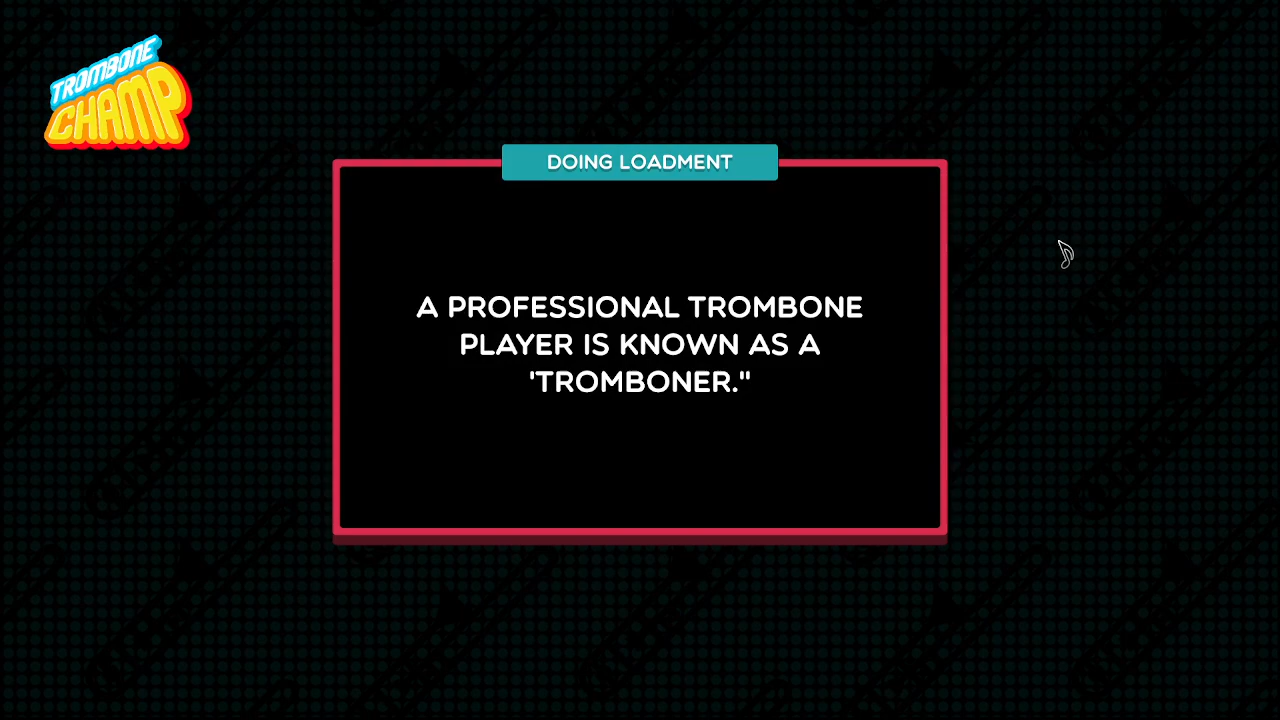 TROMBONE
CHAMP
DOING LOADMENT
A PROFESSIONAL TROMBONE
PLAYER IS KNOWN AS A
'TROMBONER."